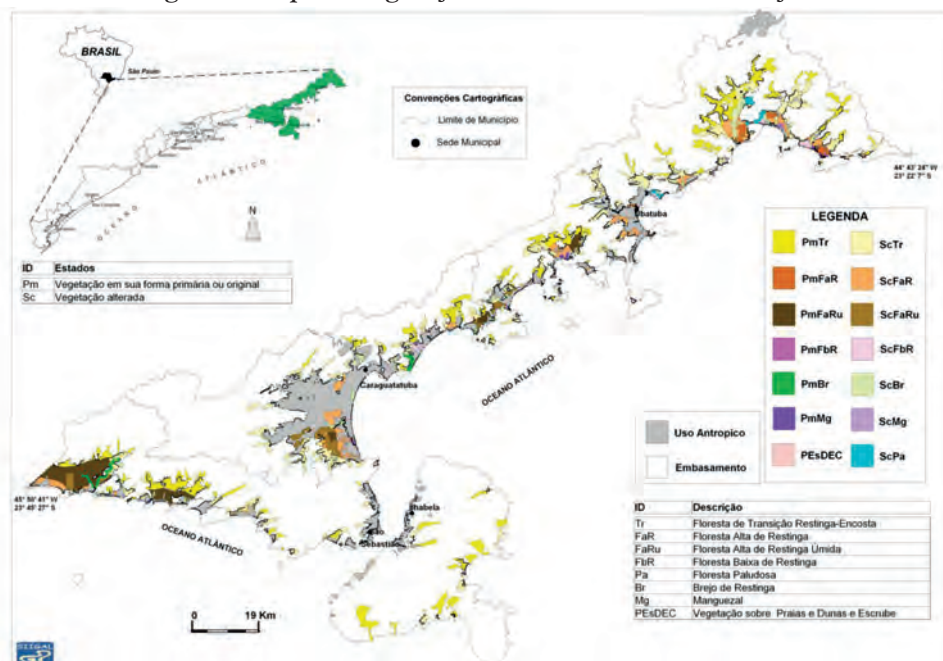 BRASIL
São Paulo
OCEANO ATLÂNTICO
N
Convenções Cartográficas
Limite de Município
Sede Municipal
ID Estados
Pm Vegetação em sua forma primária ou original
Sc Vegetação alterada
44° 43' 24" W
23° 22' 7" S
Ubatuba
Caraguatatuba
OCEANO ATLÂNTICO
Ilhabela
São
Sebastião
OCEANO ATLÂNTICO
23° 45' 27" S
0 19 Km
LEGENDA
PmTr ScTr
PmFaR ScFaR
PmFaRu ScFaRu
PmFbR ScFbR
PmBr ScBr
PmMg ScMg
PEsDEC ScPa
Uso Antropico
Embasamento
ID Descrição
Tr Floresta de Transição Restinga-Encosta
FaR Floresta Alta de Restinga
FaRu Floresta Alta de Restinga Úmida
FbR Floresta Baixa de Restinga
Pa Floresta Paludosa
Br Brejo de Restinga
Mg Manguezal
PEsDEC Vegetação sobre Praias e Dunas e Escrube